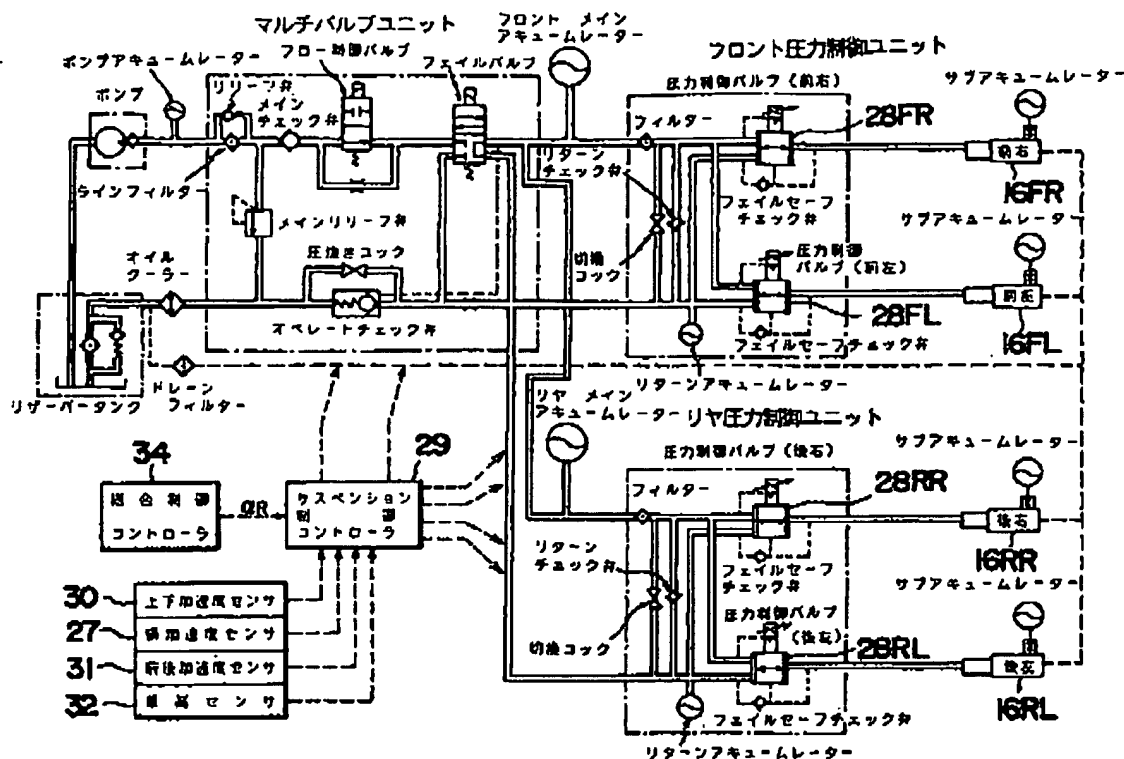 マルチバルブユニット
フロント メイン
アキュームレーター
フロー制御バルブ
フェイルバルブ
フロント圧力制御ユニット
ポンプアキュームレーター
サブアキュームレーター
ポンプ
リリーフ弁
メイン
チェック弁
圧力制御バルブ(前右)
28FR
フィルター
リターン
チェック弁
前右
16FR
ラインフィルター
フェイルセーフ
チェック弁
サブアキュームレーター
メインリリーフ弁
オイル
クーラー
圧抜きコック
切換
コック
圧力制御
バルブ(前左)
前左
28FL
16FL
オペレートチェック弁
フェイルセーフチェック弁
リターンアキュームレーター
リザーバータンク
ドレーン
フィルター
リヤ メイン
アキュームレーター
リヤ圧力制御ユニット
圧力制御バルブ(後右)
サブアキュームレーター
34
29
総合制御
コントローラ
αR
サスペンション
制御
コントローラ
フィルター
28RR
後右
16RR
リターン
チェック弁
フェイルセーフ
チェック弁
サブアキュームレーター
30
上下加速度センサ
27
横加速度センサ
31
前後加速度センサ
32
車高センサ
切換コック
圧力制御バルブ
(後左)
28RL
後左
16RL
フェイルセーフチェック弁
リターンアキュームレーター